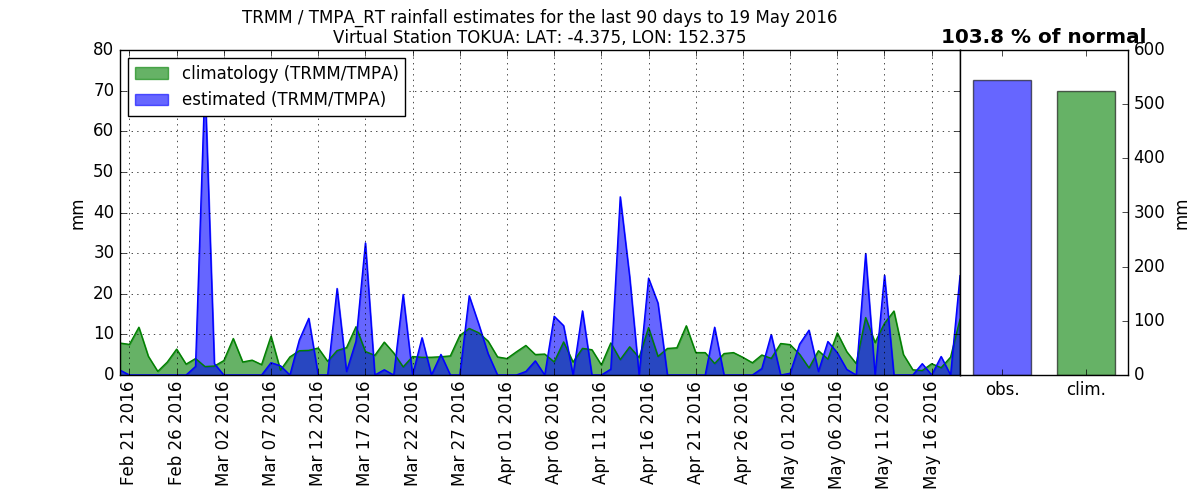 TRMM / TMPA_RT rainfall estimates for the last 90 days to 19 May 2016
Virtual Station TOKUA: LAT: -4.375, LON: 152.375
103.8 % of normal
climatology (TRMM/TMPA)
estimated (TRMM/TMPA)
mm
80
70
60
50
40
30
20
10
0
Feb 21 2016
Feb 26 2016
Mar 02 2016
Mar 07 2016
Mar 12 2016
Mar 17 2016
Mar 22 2016
Mar 27 2016
Apr 01 2016
Apr 06 2016
Apr 11 2016
Apr 16 2016
Apr 21 2016
Apr 26 2016
May 01 2016
May 06 2016
May 11 2016
May 16 2016
obs.
clim.
600
500
400
300
200
100
0
mm